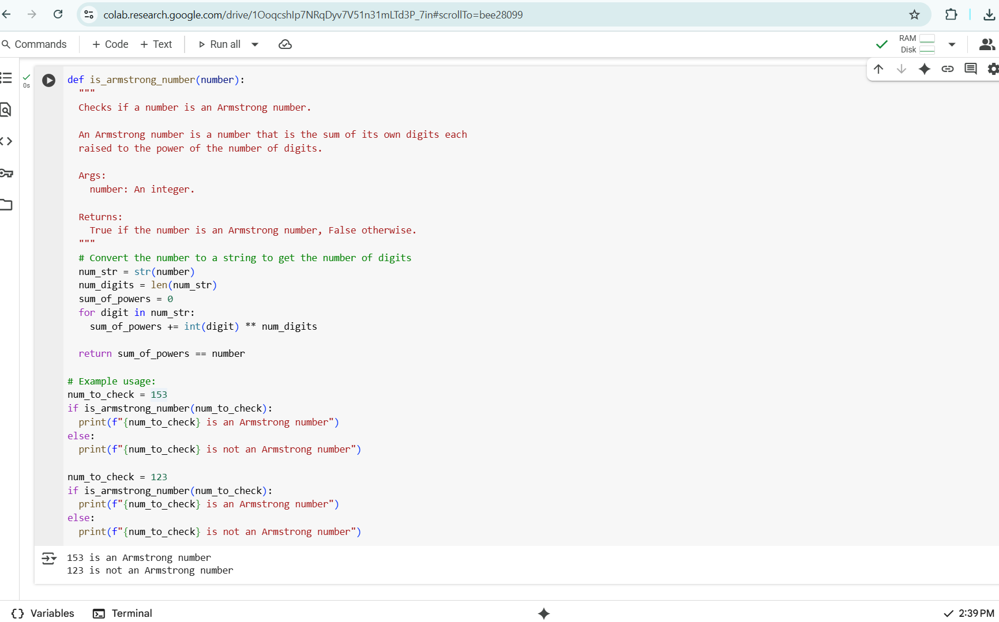 colab.research.google.com/drive/1OoqcshIp7NRqDyv7V51n31mLTd3P_7in#scrollTo=bee28099
Commands + Code + Text Run all
RAM
Disk
0s
def is_armstrong_number(number):
  """
  Checks if a number is an Armstrong number.

  An Armstrong number is a number that is the sum of its own digits each
  raised to the power of the number of digits.

  Args:
    number: An integer.

  Returns:
    True if the number is an Armstrong number, False otherwise.
  """
  # Convert the number to a string to get the number of digits
  num_str = str(number)
  num_digits = len(num_str)
  sum_of_powers = 0
  for digit in num_str:
    sum_of_powers += int(digit) ** num_digits

  return sum_of_powers == number

# Example usage:
num_to_check = 153
if is_armstrong_number(num_to_check):
  print(f"{num_to_check} is an Armstrong number")
else:
  print(f"{num_to_check} is not an Armstrong number")

num_to_check = 123
if is_armstrong_number(num_to_check):
  print(f"{num_to_check} is an Armstrong number")
else:
  print(f"{num_to_check} is not an Armstrong number")
153 is an Armstrong number
123 is not an Armstrong number
{} Variables Terminal 2:39 PM